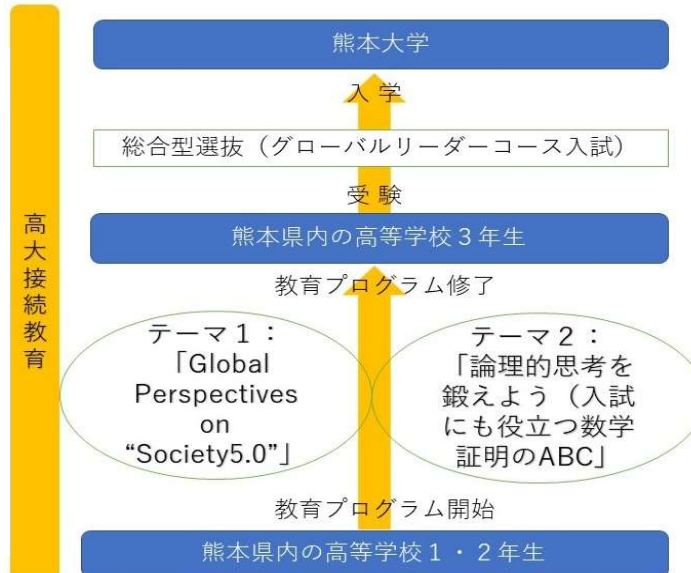 熊本大学
入 学
総合型選抜（グローバルリーダーコース入試）
受 験
熊本県内の高等学校３年生
教育プログラム修了
テーマ１：
「Global
Perspectives
on
“Society5.0”」
テーマ２：
「論理的思考を
鍛えよう（入試
にも役立つ数学
証明のABC」
教育プログラム開始
熊本県内の高等学校１・２年生
高大接続教育